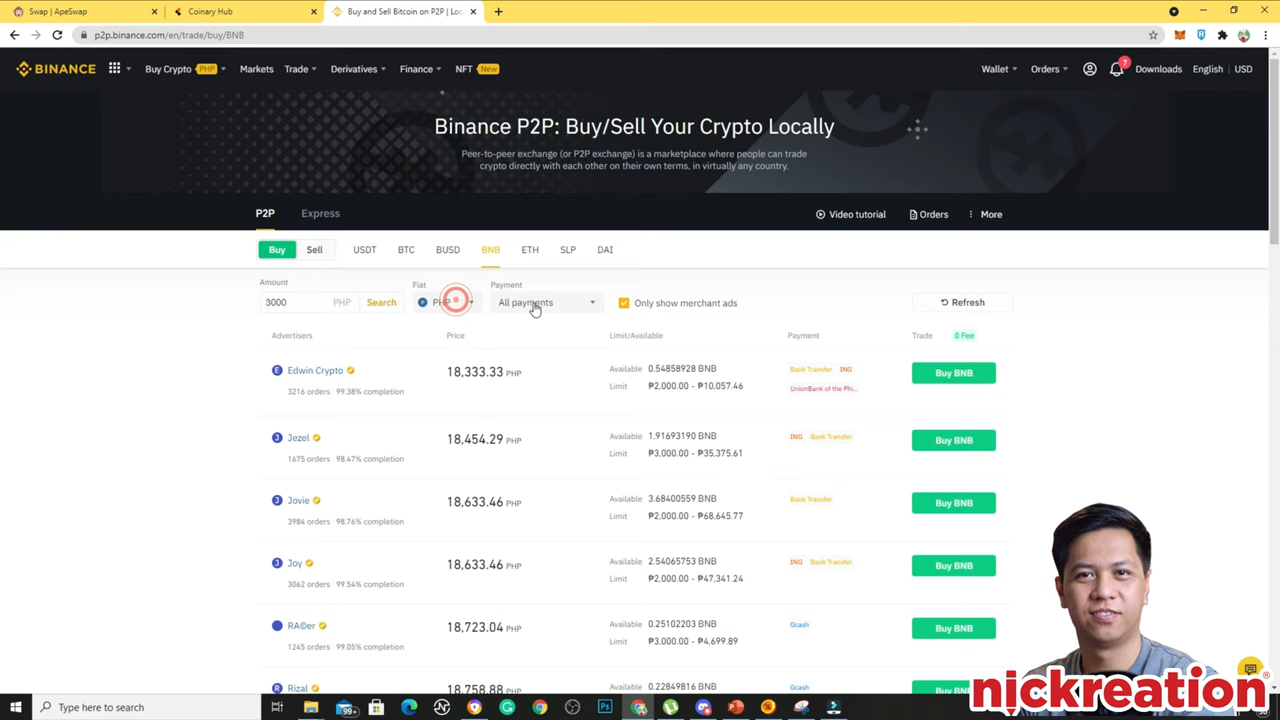 Swap | ApeSwap
Coinary Hub
Buy and Sell Bitcoin on P2P | Loc
p2p.binance.com/en/trade/buy/BNB
BINANCE
Buy Crypto PHP
Markets
Trade
Derivatives
Finance
NFT New
Wallet
Orders
7
Downloads
English
USD
Binance P2P: Buy/Sell Your Crypto Locally
Peer-to-peer exchange (or P2P exchange) is a marketplace where people can trade
crypto directly with each other on their own terms, in virtually any country.
P2P
Express
Video tutorial
Orders
More
Buy
Sell
USDT
BTC
BUSD
BNB
ETH
SLP
DAI
Amount
Fiat
Payment
3000 PHP Search
PHP
All payments
Only show merchant ads
Refresh
Advertisers
Price
Limit/Available
Payment
Trade 0 Fee
Edwin Crypto
3216 orders | 99.38% completion
18,333.33 PHP
Available 0.54858928 BNB
Limit ₱2,000.00 - ₱10,057.46
Bank Transfer ING
UnionBank of the Phi...
Buy BNB
Jezel
1675 orders | 98.47% completion
18,454.29 PHP
Available 1.91693190 BNB
Limit ₱3,000.00 - ₱35,375.61
ING Bank Transfer
Buy BNB
Jovie
3984 orders | 98.76% completion
18,633.46 PHP
Available 3.68400559 BNB
Limit ₱2,000.00 - ₱68,645.77
Bank Transfer
Buy BNB
Joy
3062 orders | 99.54% completion
18,633.46 PHP
Available 2.54065753 BNB
Limit ₱2,000.00 - ₱47,341.24
ING Bank Transfer
Buy BNB
RA©er
1245 orders | 99.05% completion
18,723.04 PHP
Available 0.25102203 BNB
Limit ₱3,000.00 - ₱4,699.89
Gcash
Buy BNB
Rizal
18,758.88 PHP
Available 0.22849816 BNB
Gcash
Buy BNB
nickreation®
Type here to search
99+